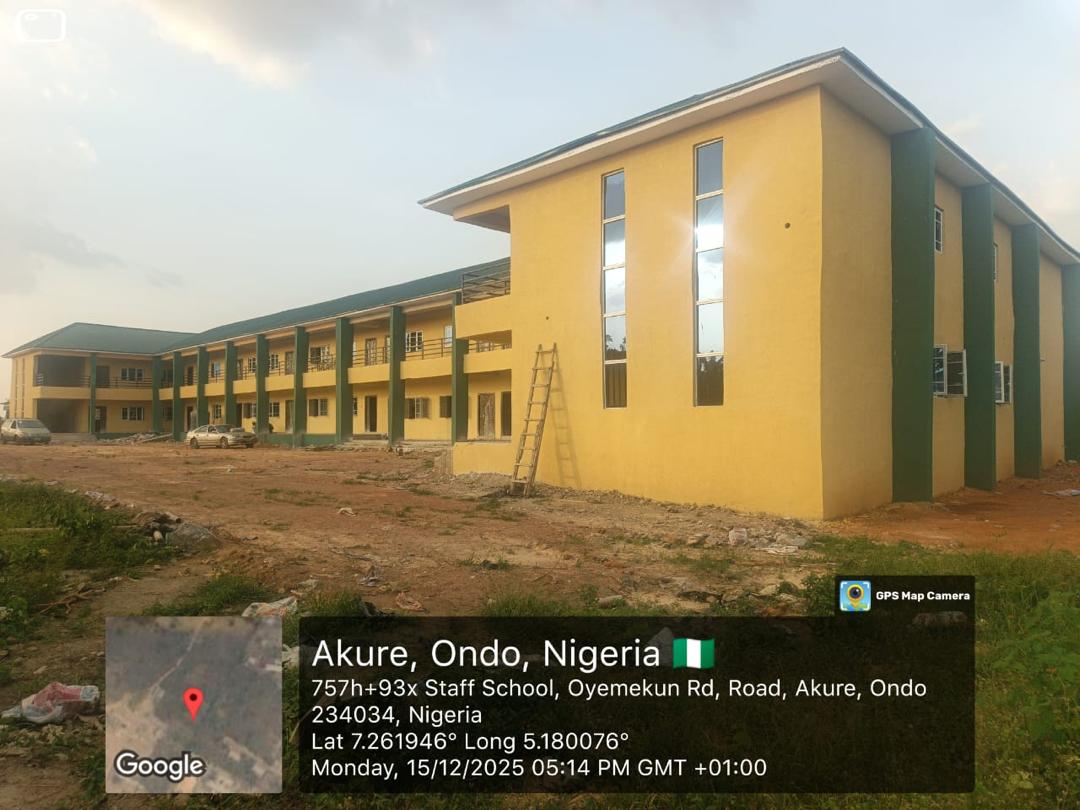 GPS Map Camera
Akure, Ondo, Nigeria 🇳🇬
757h+93x Staff School, Oyemekun Rd, Road, Akure, Ondo
234034, Nigeria
Lat 7.261946° Long 5.180076°
Monday, 15/12/2025 05:14 PM GMT +01:00
Google